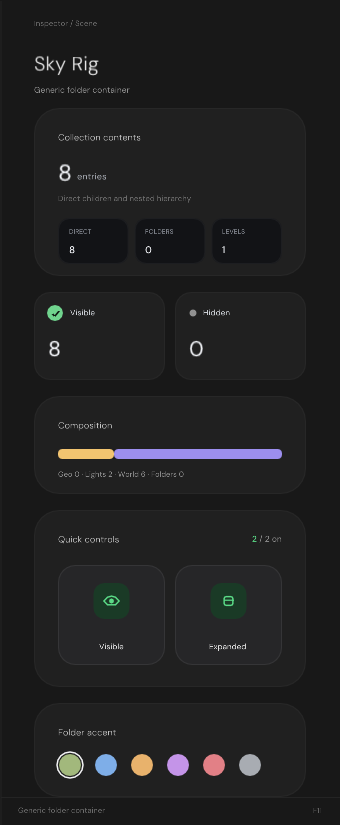 Inspector / Scene
Sky Rig
Generic folder container
Collection contents
8 entries
Direct children and nested hierarchy
DIRECT FOLDERS LEVELS
8 0 1
Visible Hidden
8 0
Composition
Geo 0 · Lights 2 · World 6 · Folders 0
Quick controls 2 / 2 on
Visible Expanded
Folder accent
Generic folder container